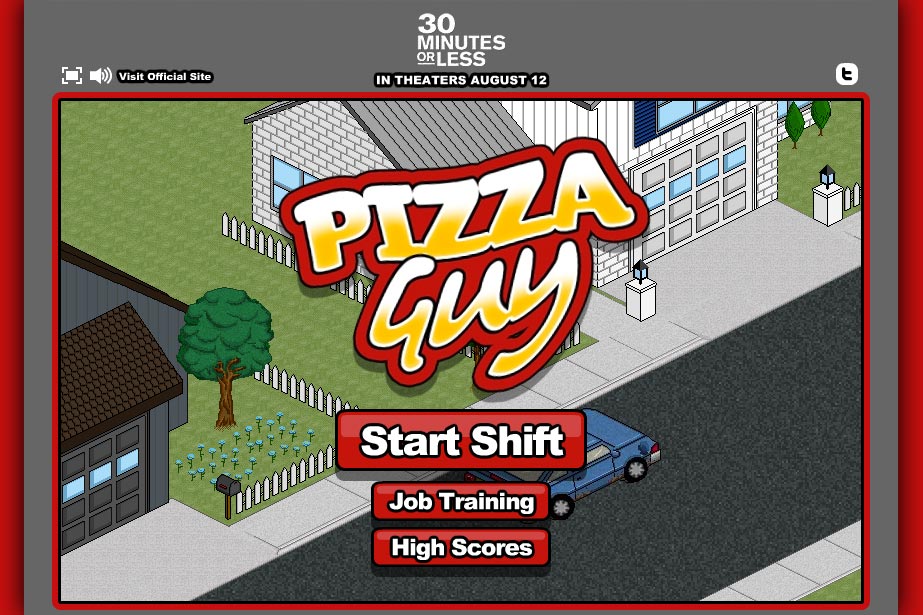 30
MINUTES
OR LESS
IN THEATERS AUGUST 12
Visit Official Site
t
PIZZA
GUY
Start Shift
Job Training
High Scores